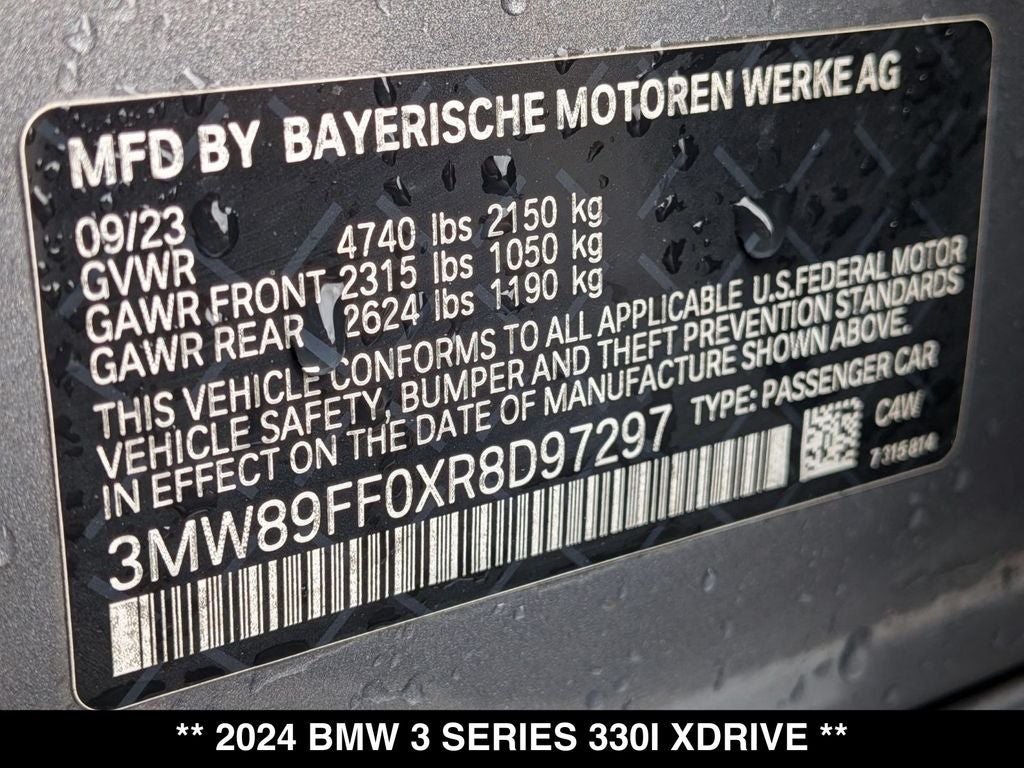 MFD BY BAYERISCHE MOTOREN WERKE AG
09/23
GVWR 4740 lbs 2150 kg
GAWR FRONT 2315 lbs 1050 kg
GAWR REAR 2624 lbs 1190 kg
THIS VEHICLE CONFORMS TO ALL APPLICABLE U.S.FEDERAL MOTOR
VEHICLE SAFETY, BUMPER AND THEFT PREVENTION STANDARDS
IN EFFECT ON THE DATE OF MANUFACTURE SHOWN ABOVE.
3MW89FF0XR8D97297 TYPE: PASSENGER CAR
C4W
7315814
** 2024 BMW 3 SERIES 330I XDRIVE **